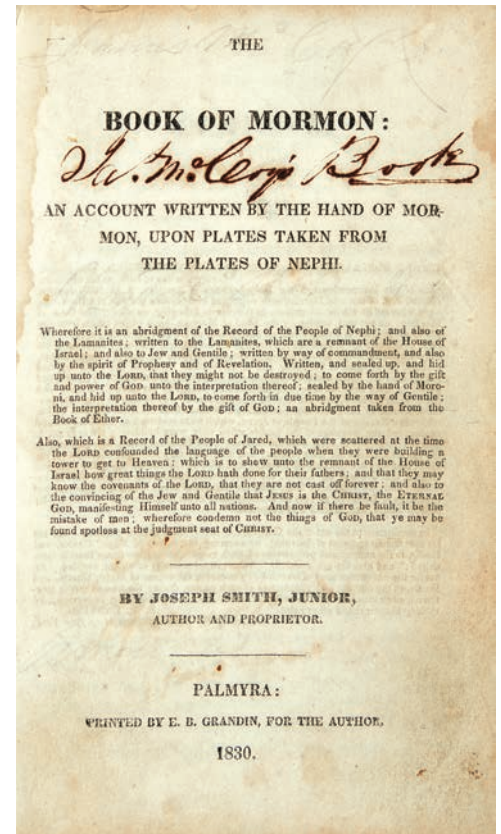 THE
BOOK OF MORMON:
Ja. McCoy's Book
AN ACCOUNT WRITTEN BY THE HAND OF MOR-
MON, UPON PLATES TAKEN FROM
THE PLATES OF NEPHI.
Wherefore it is an abridgment of the Record of the People of Nephi; and also of
the Lamanites; written to the Lamanites, which are a remnant of the House of
Israel; and also to Jew and Gentile; written by way of commandment, and also
by the spirit of Prophesy and of Revelation. Written, and sealed up, and hid
up unto the LORD, that they might not be destroyed; to come forth by the gift
and power of GOD unto the interpretation thereof; sealed by the hand of Moro-
ni, and hid up unto the LORD, to come forth in due time by the way of Gentile;
the interpretation thereof by the gift of GOD; an abridgment taken from the
Book of Ether.
Also, which is a Record of the People of Jared, which were scattered at the time
the LORD confounded the language of the people when they were building a
tower to get to Heaven: which is to shew unto the remnant of the House of
Israel how great things the LORD hath done for their fathers; and that they may
know the covenants of the LORD, that they are not cast off forever; and also to
the convincing of the Jew and Gentile that JESUS is the CHRIST, the ETERNAL
GOD, manifesting Himself unto all nations. And now if there be fault, it be the
mistake of men; wherefore condemn not the things of GOD, that ye may be
found spotless at the judgment seat of CHRIST.
BY JOSEPH SMITH, JUNIOR,
AUTHOR AND PROPRIETOR.
PALMYRA:
PRINTED BY E. B. GRANDIN, FOR THE AUTHOR.
1830.